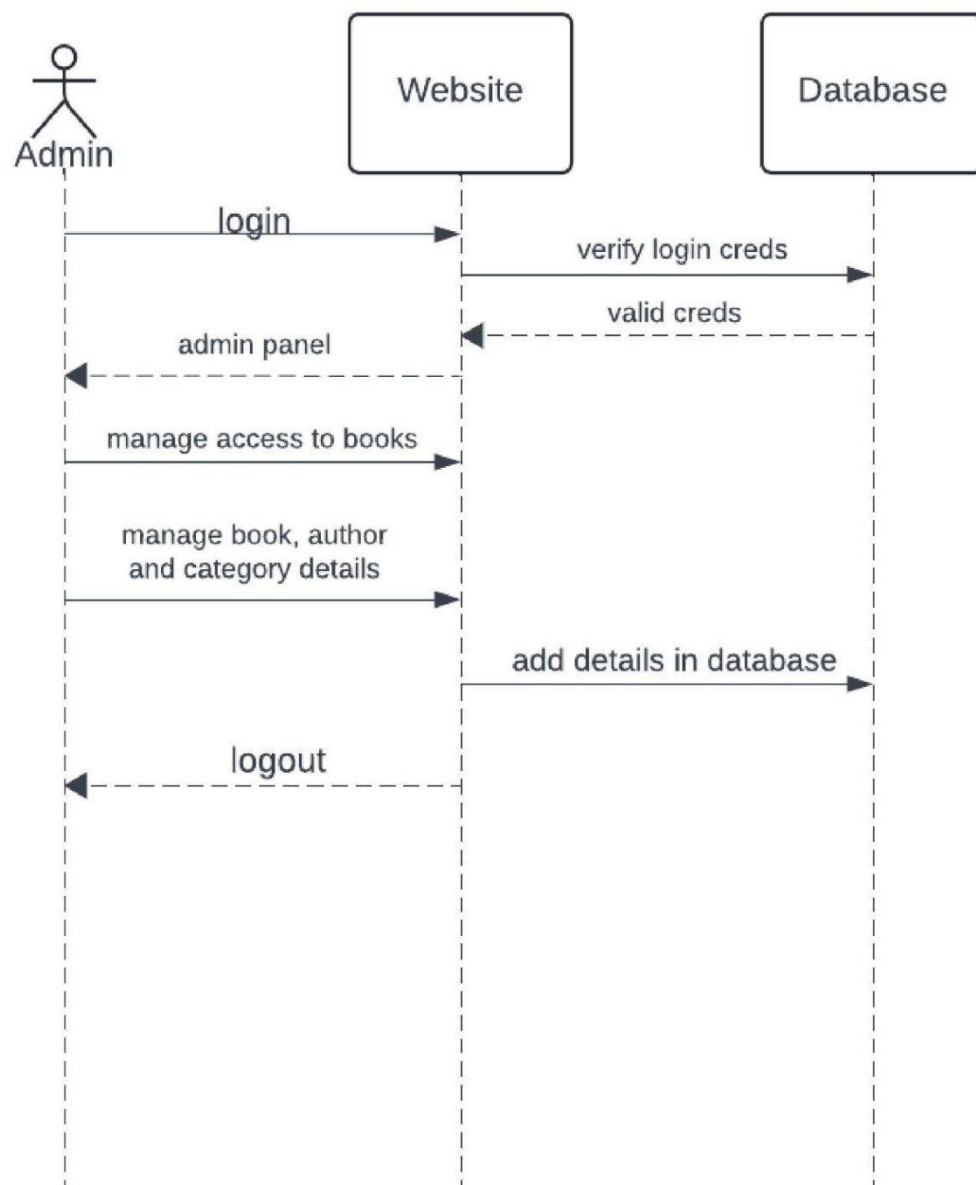 Admin
Website
Database
login
verify login creds
valid creds
admin panel
manage access to books
manage book, author
and category details
add details in database
logout